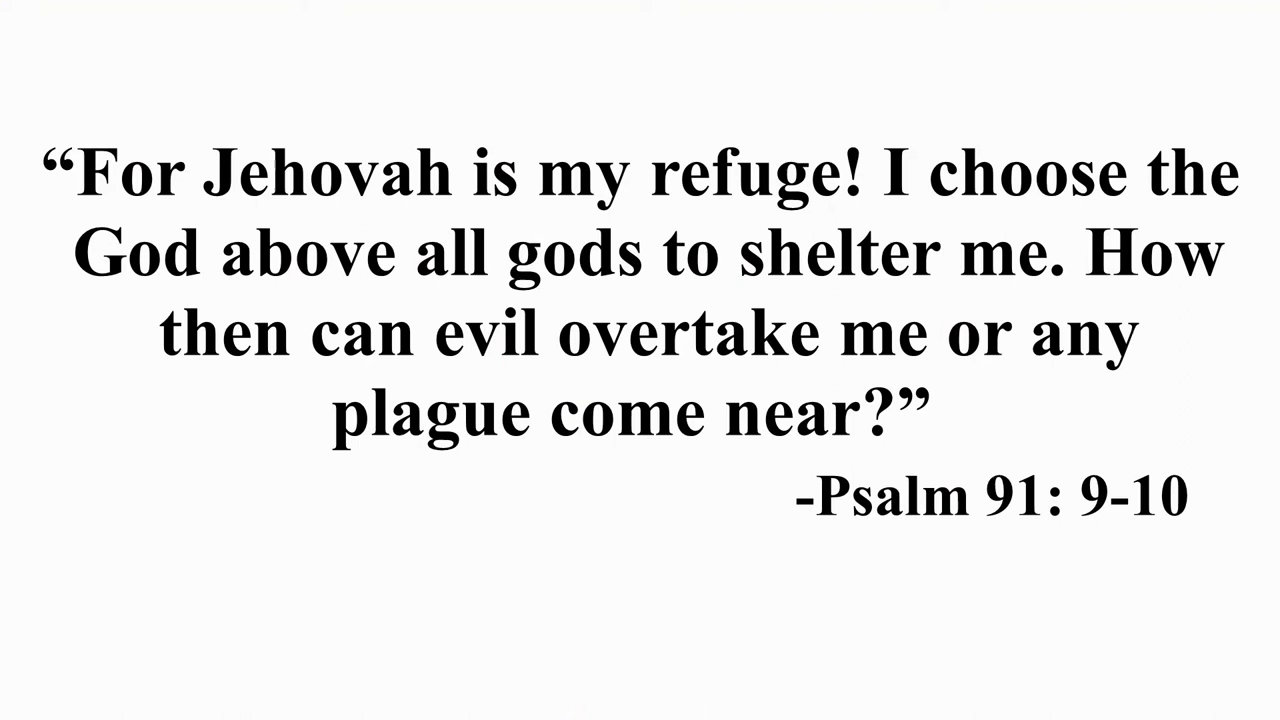 “For Jehovah is my refuge! I choose the
God above all gods to shelter me. How
then can evil overtake me or any
plague come near?”
-Psalm 91: 9-10